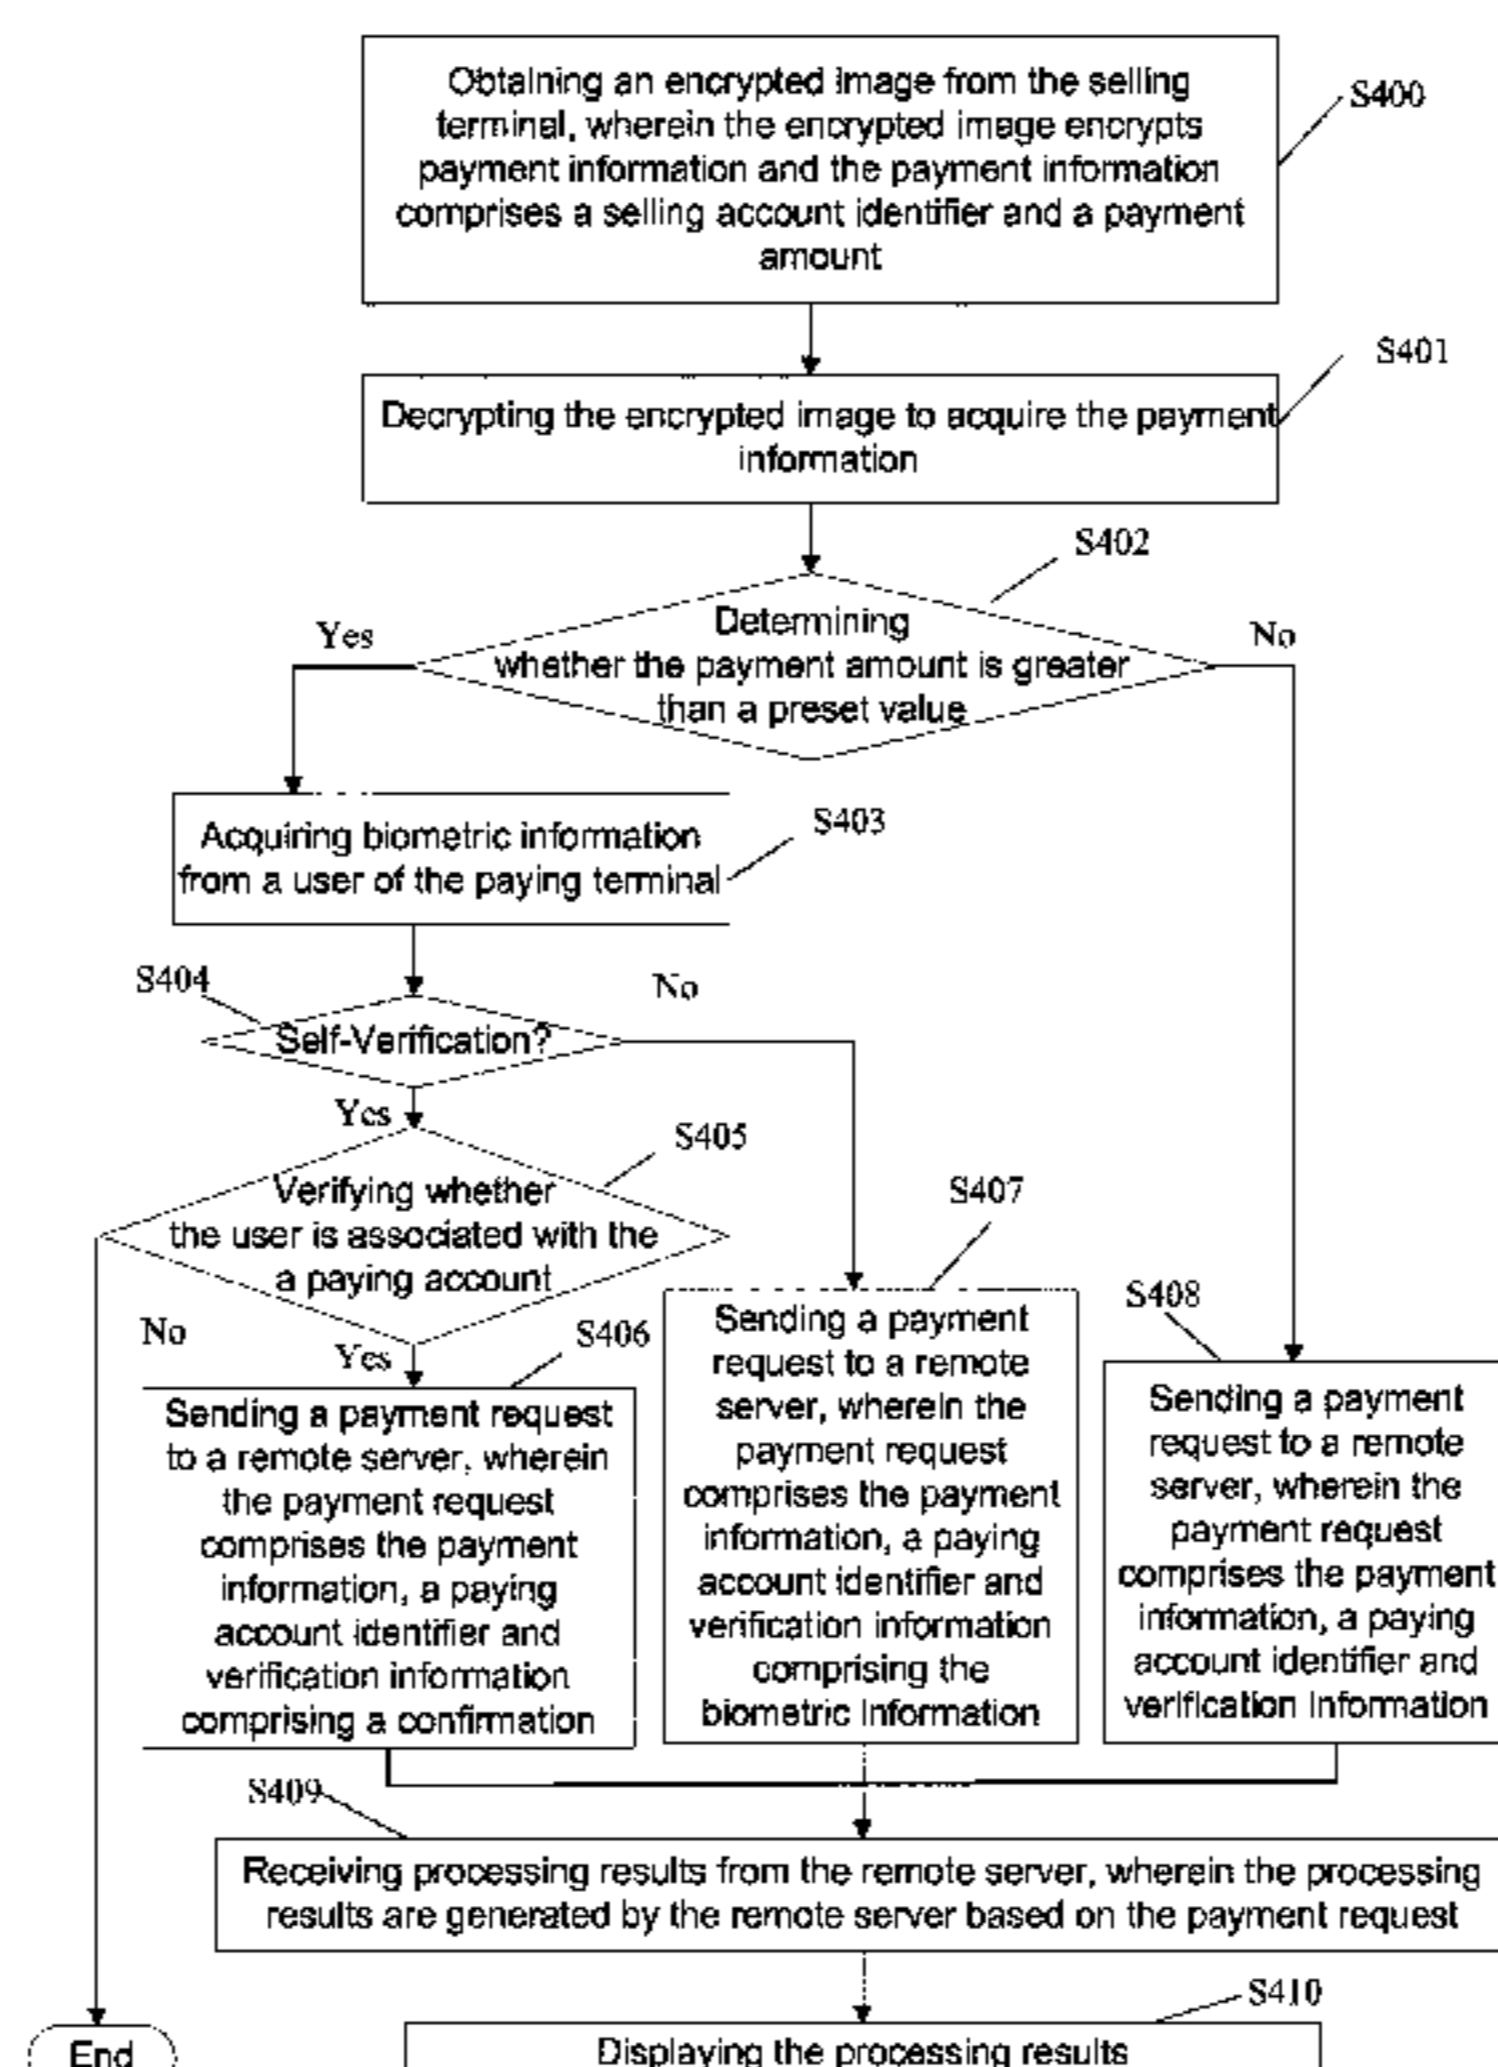 Obtaining an encrypted image from the selling
terminal, wherein the encrypted image encrypts
payment information and the payment information
comprises a selling account identifier and a payment
amount
S400
S401
Decrypting the encrypted image to acquire the payment
information
S402
Determining
whether the payment amount is greater
than a preset value
Yes
No
Acquiring biometric information
from a user of the paying terminal
S403
S404
No
Self-Verification?
Yes
S405
Verifying whether
the user is associated with the
a paying account
No
Yes
S406
Sending a payment request
to a remote server, wherein
the payment request
comprises the payment
information, a paying
account identifier and
verification information
comprising a confirmation
S407
Sending a payment
request to a remote
server, wherein the
payment request
comprises the payment
information, a paying
account identifier and
verification information
comprising the
biometric Information
S408
Sending a payment
request to a remote
server, wherein the
payment request
comprises the payment
information, a paying
account identifier and
verification Information
S409
Receiving processing results from the remote server, wherein the processing
results are generated by the remote server based on the payment request
S410
End
Displaying the processing results